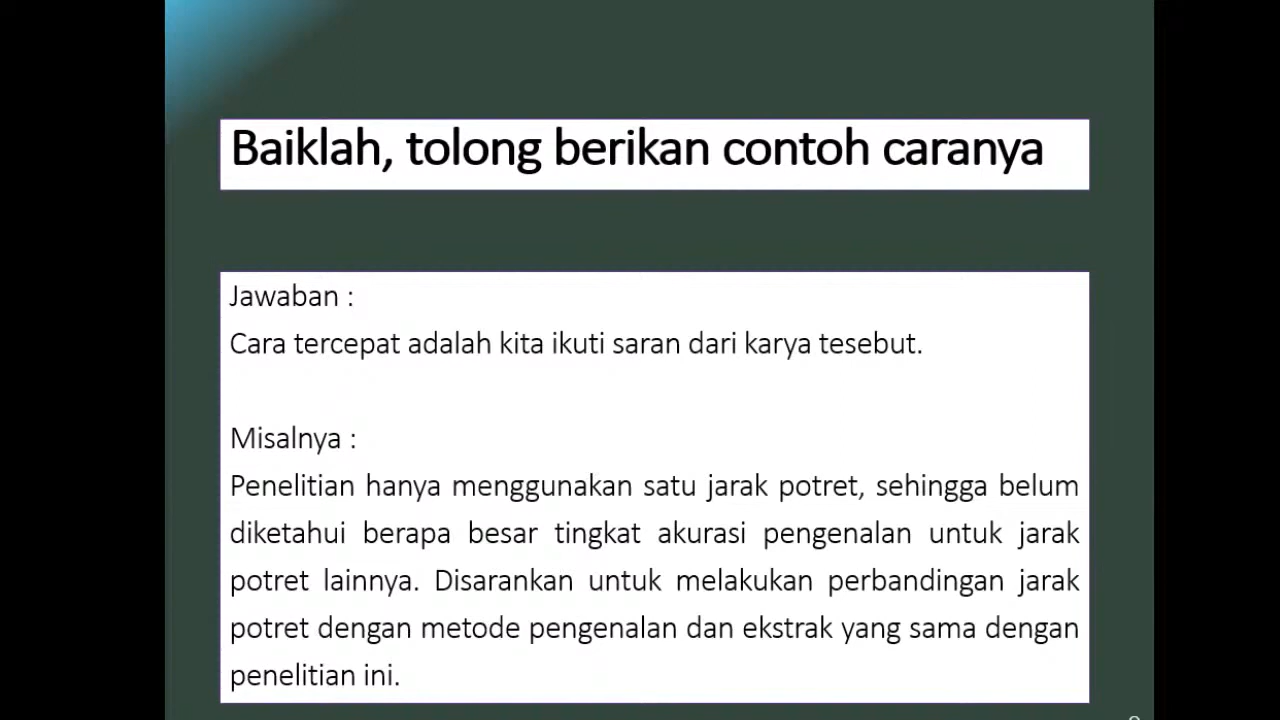 Baiklah, tolong berikan contoh caranya
Jawaban :
Cara tercepat adalah kita ikuti saran dari karya tesebut.
Misalnya :
Penelitian hanya menggunakan satu jarak potret, sehingga belum
diketahui berapa besar tingkat akurasi pengenalan untuk jarak
potret lainnya. Disarankan untuk melakukan perbandingan jarak
potret dengan metode pengenalan dan ekstrak yang sama dengan
penelitian ini.